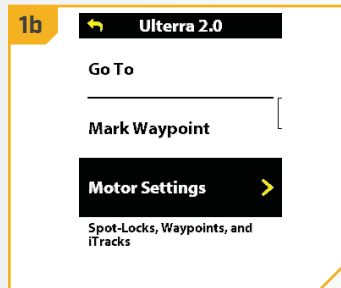 1b
Ulterra 2.0
Go To
Mark Waypoint
Motor Settings
Spot-Locks, Waypoints, and
iTracks